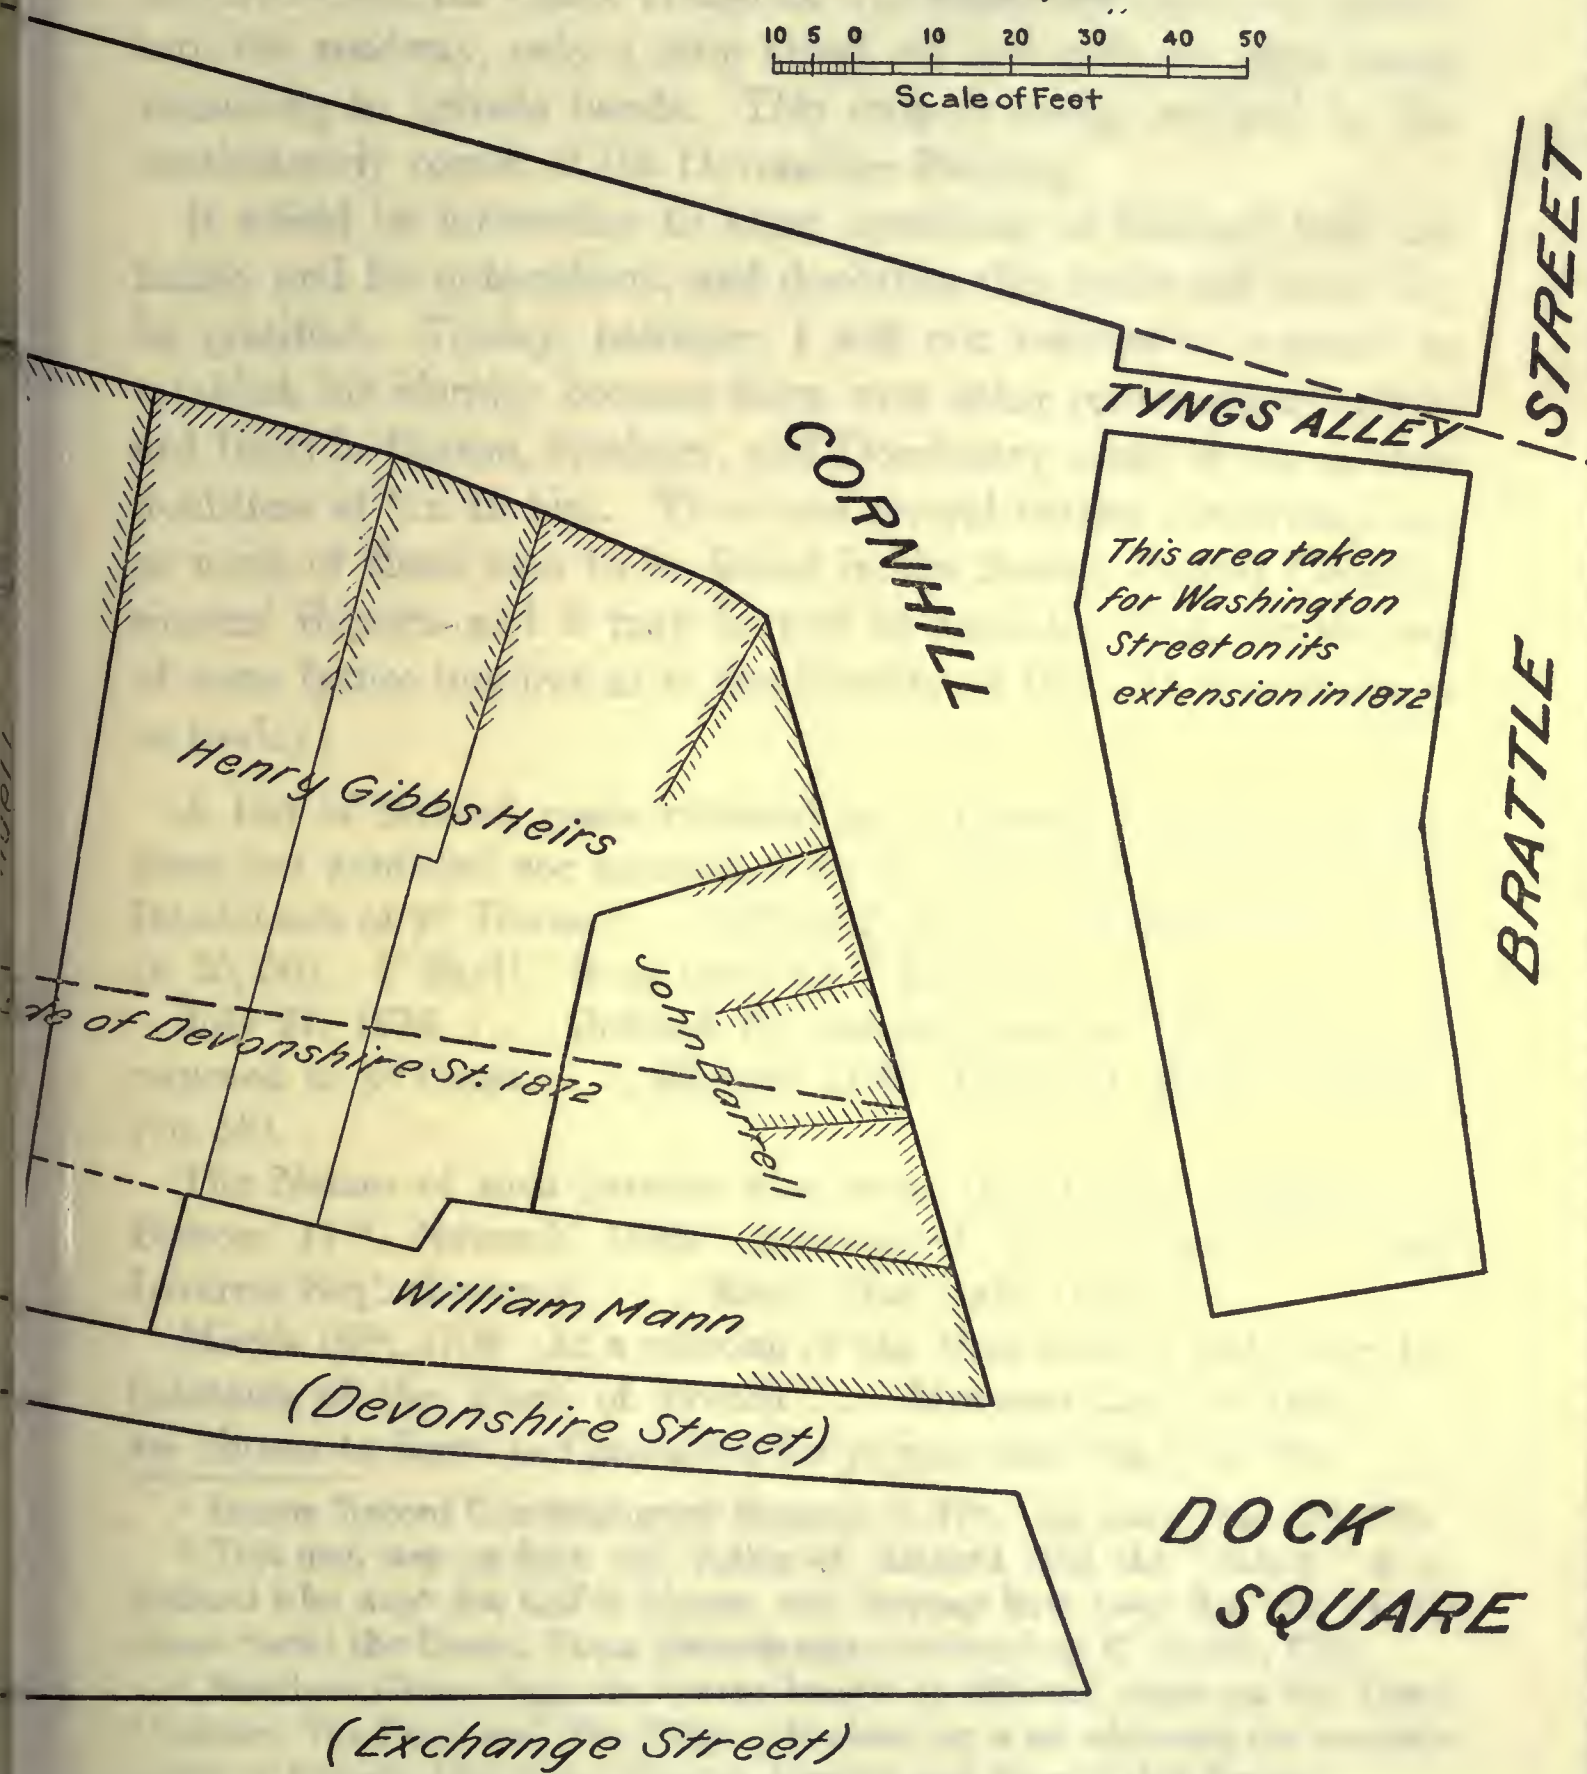 10 5 0 10 20 30 40 50
Scale of Feet
STREET
TYNGS ALLEY
CORNHILL
This area taken
for Washington
Street on its
extension in 1872
BRATTLE
Henry Gibbs Heirs
John Barrell
of Devonshire St. 1872
William Mann
(Devonshire Street)
DOCK
SQUARE
(Exchange Street)